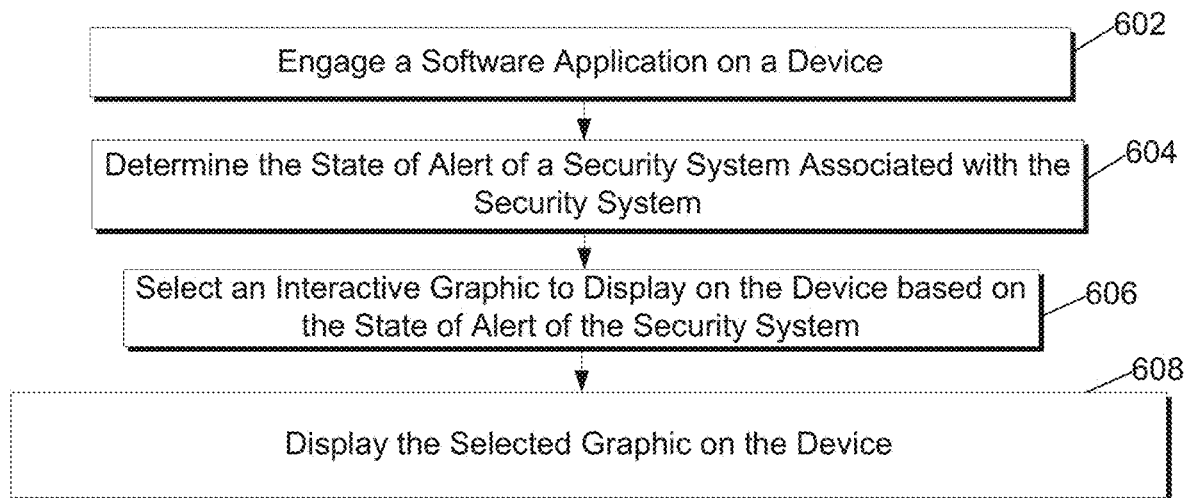 602
Engage a Software Application on a Device
604
Determine the State of Alert of a Security System Associated with the
Security System
606
Select an Interactive Graphic to Display on the Device based on
the State of Alert of the Security System
608
Display the Selected Graphic on the Device